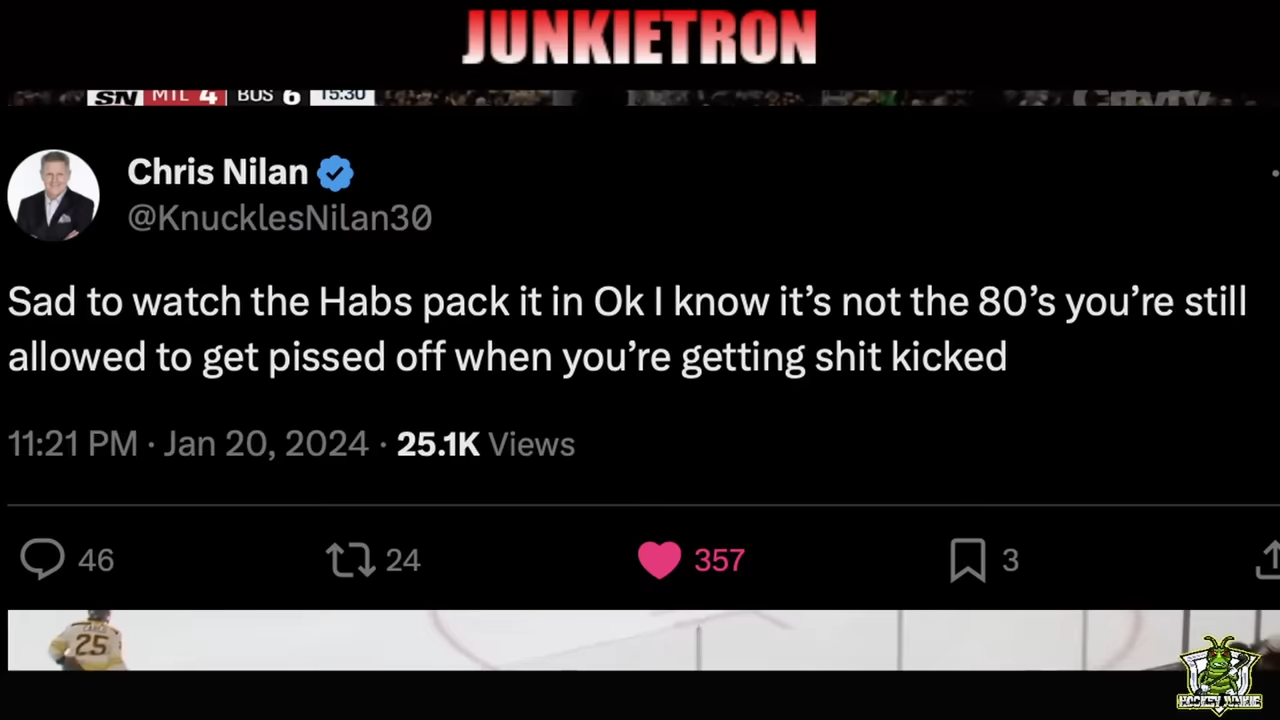 JUNKIETRON
SN MTL 4 BOS 6 15:30
Chris Nilan
@KnucklesNilan30
Sad to watch the Habs pack it in Ok I know it’s not the 80’s you’re still
allowed to get pissed off when you’re getting shit kicked
11:21 PM · Jan 20, 2024 · 25.1K Views
46 24 357 3
25
HOCKEY JUNKIE